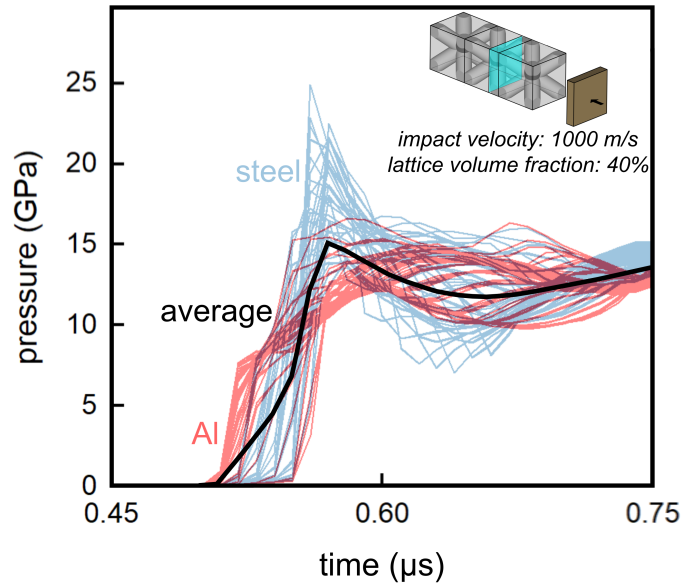 impact velocity: 1000 m/s
lattice volume fraction: 40%
steel
average
Al
pressure (GPa)
25
20
15
10
5
0
0.45
0.60
0.75
time (μs)